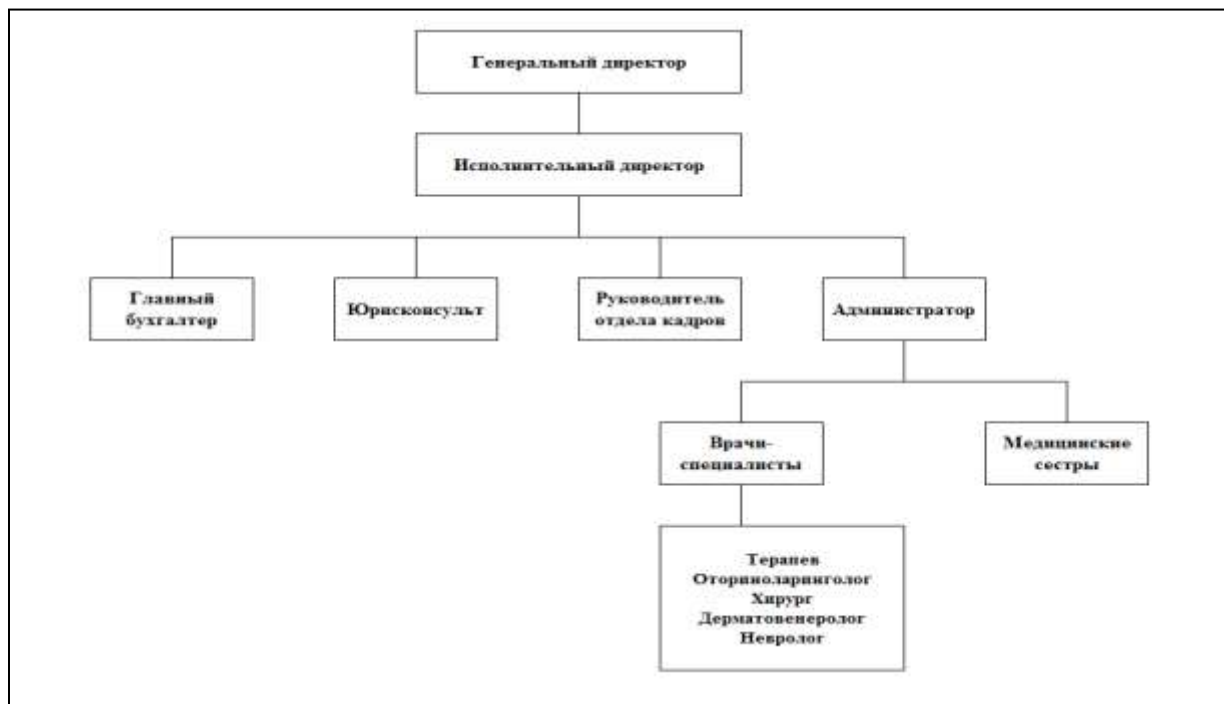 Генеральный директор
Исполнительный директор
Главный
бухгалтер
Юрисконсульт
Руководитель
отдела кадров
Администратор
Врачи-
специалисты
Медицинские
сестры
Терапев
Оториноларинголог
Хирург
Дерматовенеролог
Невролог